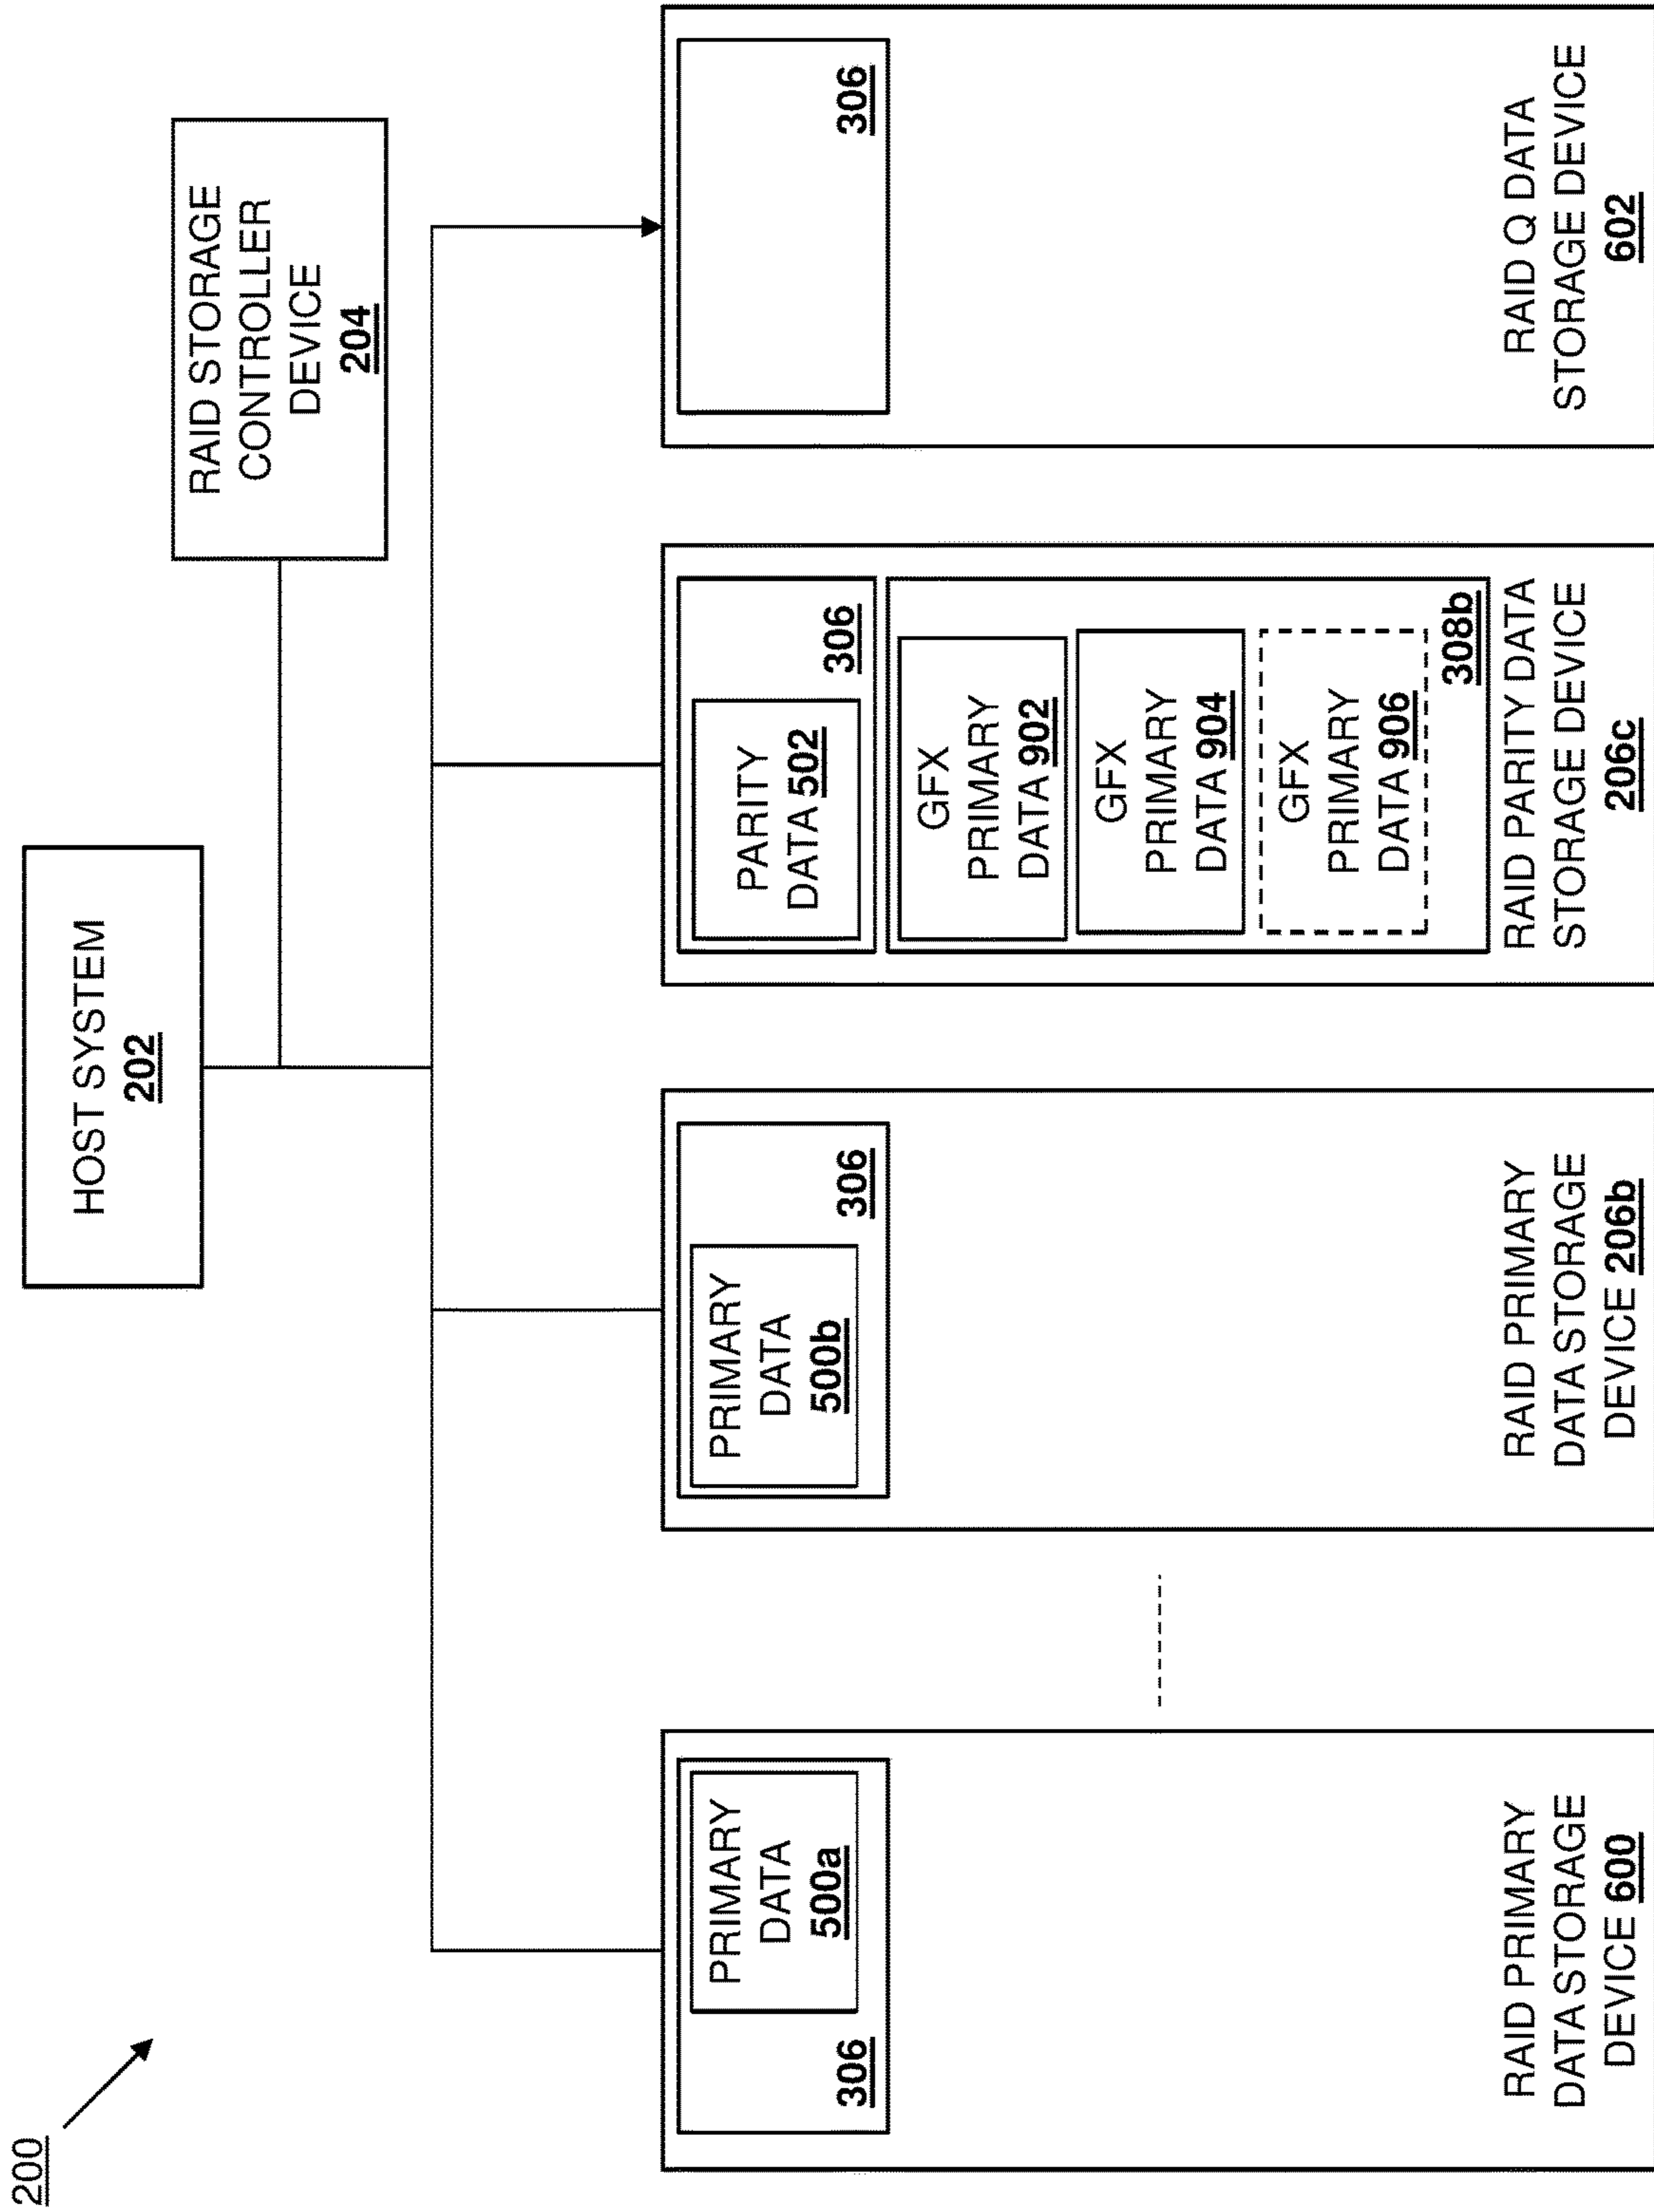 200
HOST SYSTEM
202
RAID STORAGE
CONTROLLER
DEVICE
204
306
PRIMARY
DATA
500a
RAID PRIMARY
DATA STORAGE
DEVICE 600
PRIMARY
DATA
500b
306
RAID PRIMARY
DATA STORAGE
DEVICE 206b
PARITY
DATA 502
306
GFX
PRIMARY
DATA 902
GFX
PRIMARY
DATA 904
GFX
PRIMARY
DATA 906
308b
RAID PARITY DATA
STORAGE DEVICE
206c
306
RAID Q DATA
STORAGE DEVICE
602